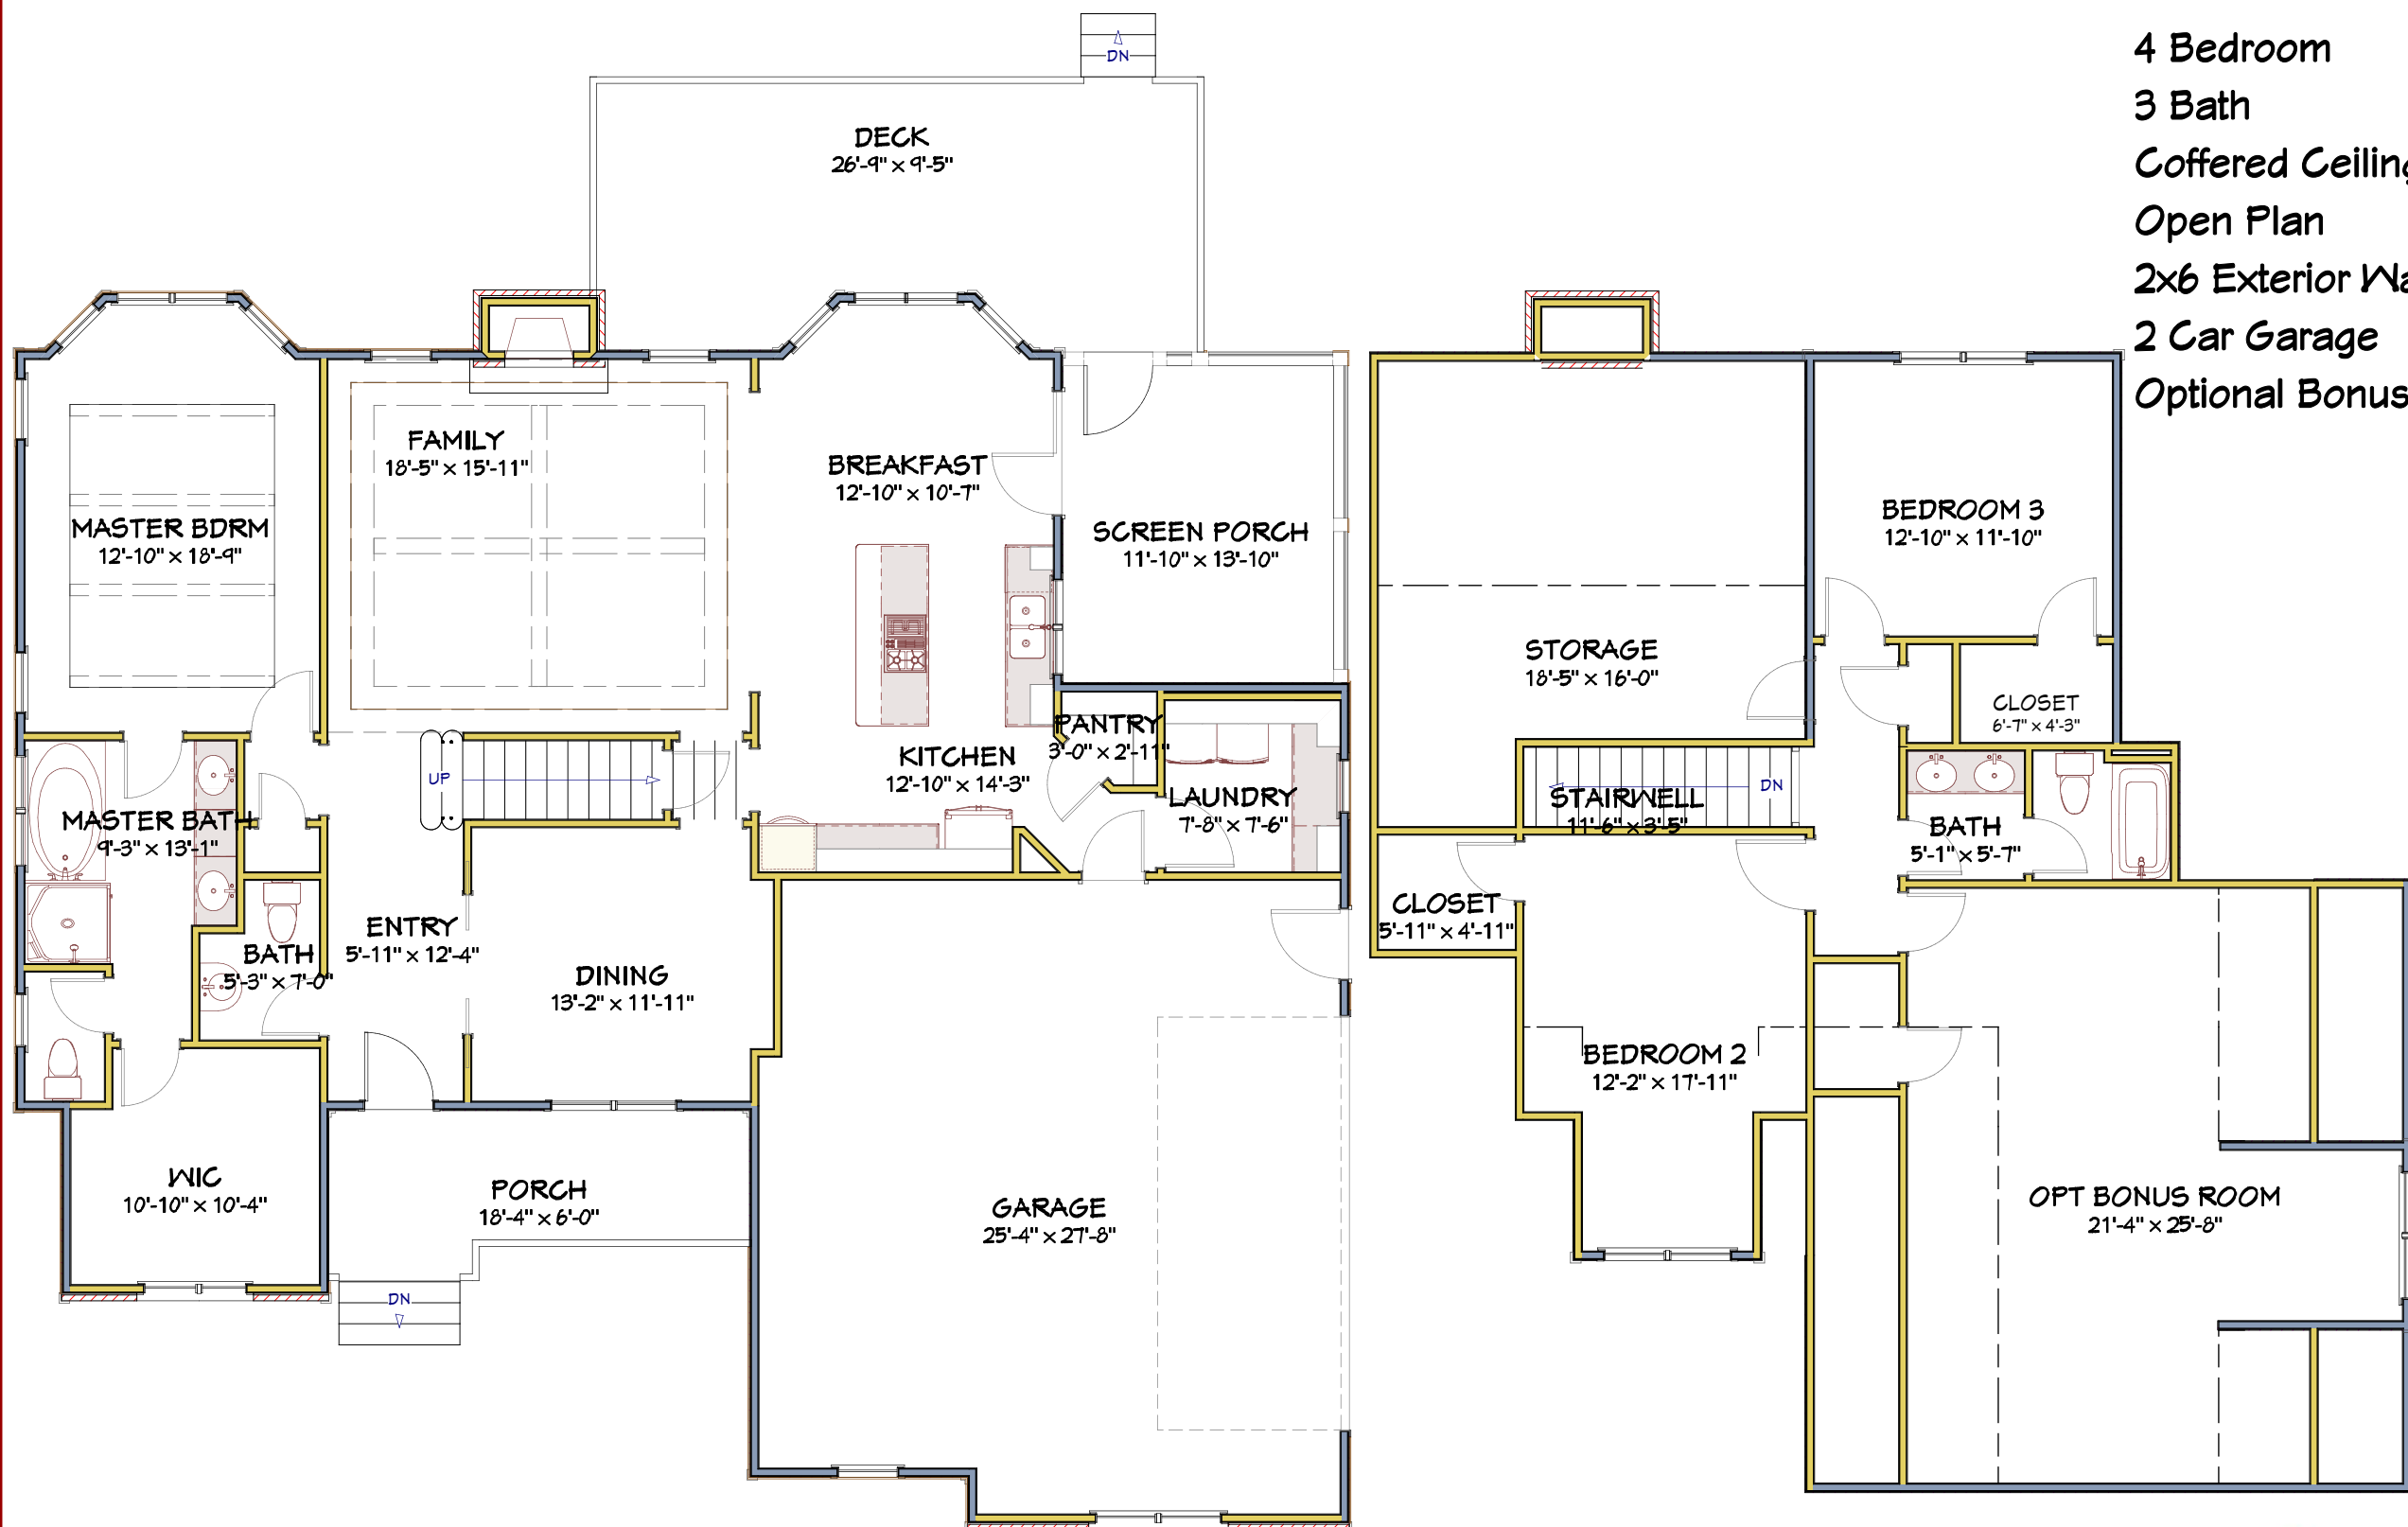 DN
DECK
26'-9" x 9'-5"
4 Bedroom
3 Bath
Coffered Ceiling
Open Plan
2x6 Exterior Wa
2 Car Garage
Optional Bonus
FAMILY
18'-5" x 15'-11"
BREAKFAST
12'-10" x 10'-7"
MASTER BDRM
12'-10" x 18'-9"
SCREEN PORCH
11'-10" x 13'-10"
PANTRY
3'-0" x 2'-11"
UP
KITCHEN
12'-10" x 14'-3"
LAUNDRY
7'-8" x 7'-6"
MASTER BATH
9'-3" x 13'-1"
BATH
5'-3" x 7'-0"
ENTRY
5'-11" x 12'-4"
DINING
13'-2" x 11'-11"
WIC
10'-10" x 10'-4"
PORCH
18'-4" x 6'-0"
DN
GARAGE
25'-4" x 27'-8"
BEDROOM 3
12'-10" x 11'-10"
STORAGE
18'-5" x 16'-0"
CLOSET
6'-7" x 4'-3"
DN
STAIRWELL
11'-6" x 3'-5"
BATH
5'-1" x 5'-7"
CLOSET
5'-11" x 4'-11"
BEDROOM 2
12'-2" x 17'-11"
OPT BONUS ROOM
21'-4" x 25'-8"